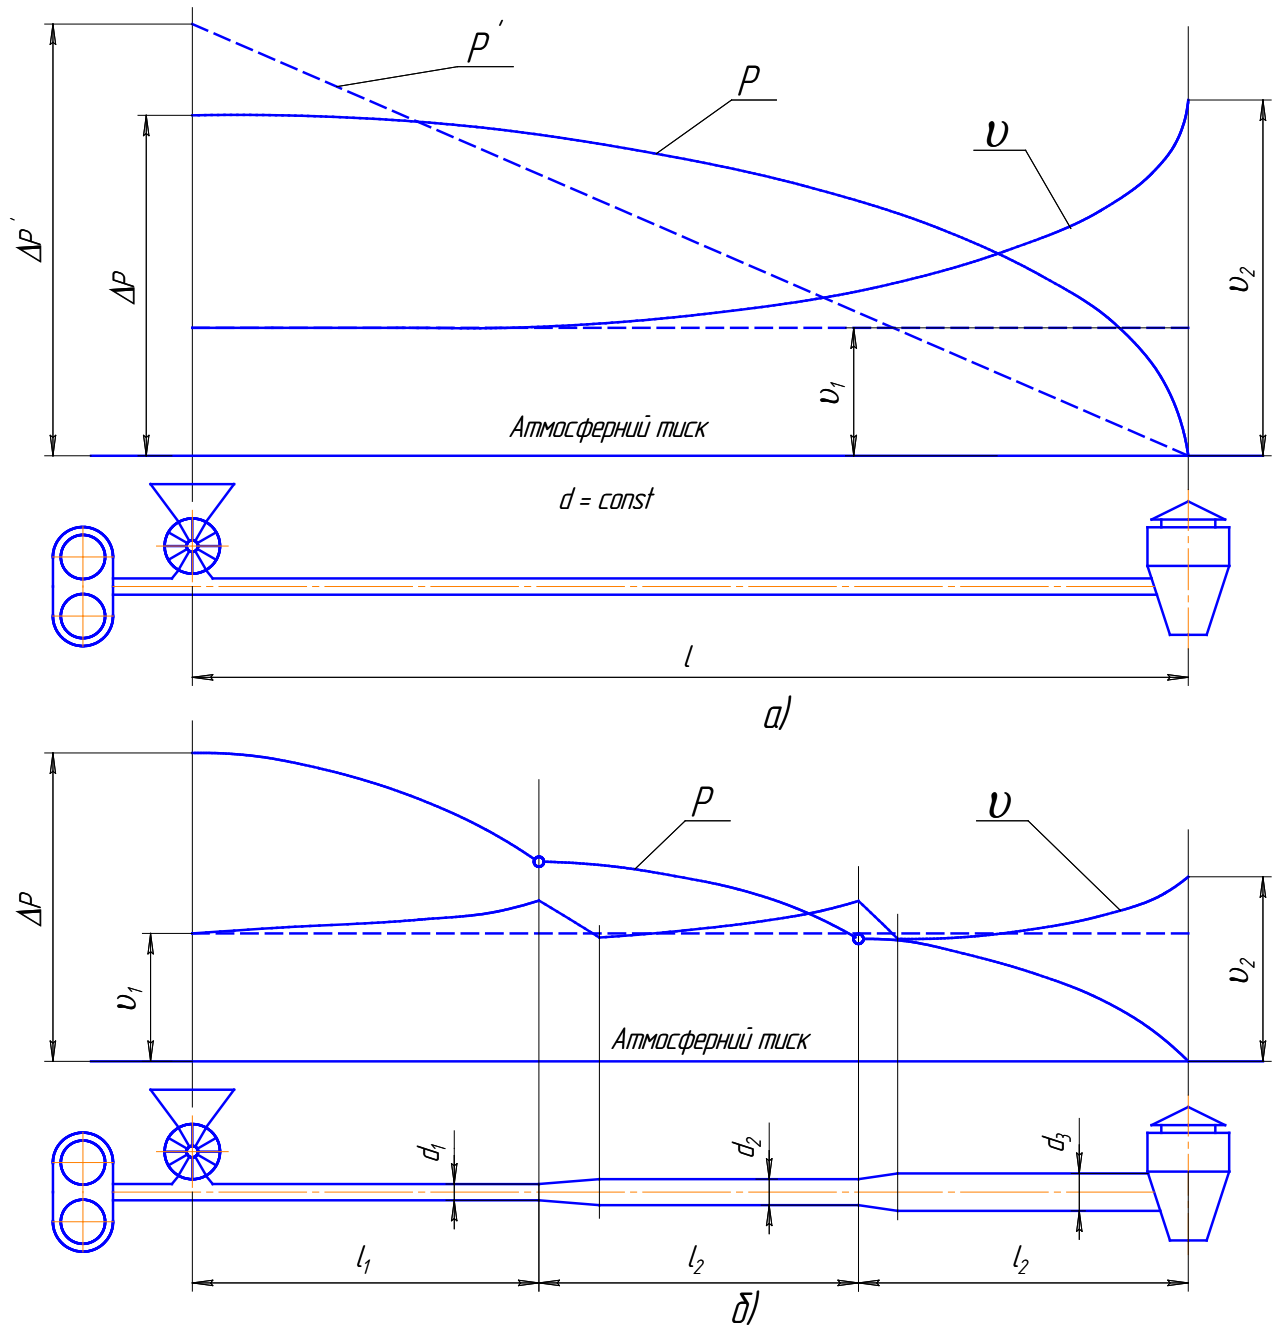 P'
P
υ
ΔP'
ΔP
υ₂
υ₁
Атмосферний тиск
d = const
l
а)
P
υ
ΔP
υ₁
υ₂
Атмосферний тиск
d₁
d₂
d₃
l₁
l₂
l₂
б)